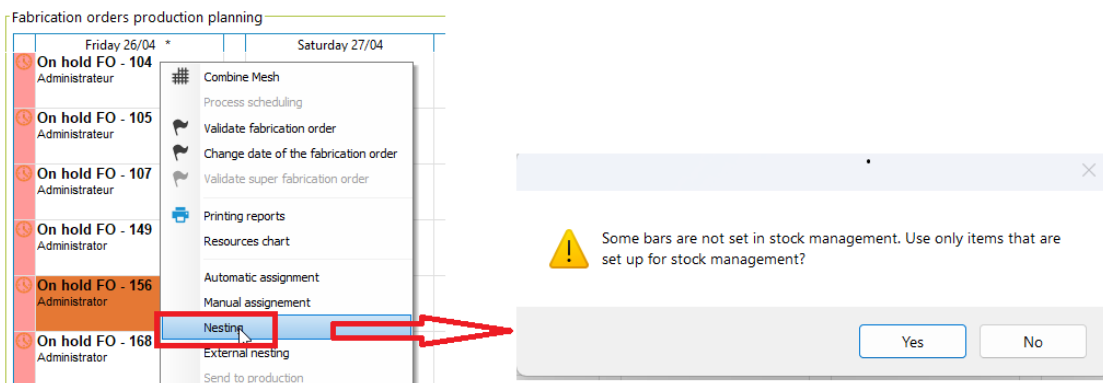 Fabrication orders production planning
Friday 26/04 *
Saturday 27/04
On hold FO - 104
Administrateur
On hold FO - 105
Administrateur
On hold FO - 107
Administrateur
On hold FO - 149
Administrator
On hold FO - 156
Administrator
On hold FO - 168
Administrator
Combine Mesh
Process scheduling
Validate fabrication order
Change date of the fabrication order
Validate super fabrication order
Printing reports
Resources chart
Automatic assignment
Manual assignement
Nesting
External nesting
Send to production
Some bars are not set in stock management. Use only items that are
set up for stock management?
Yes
No